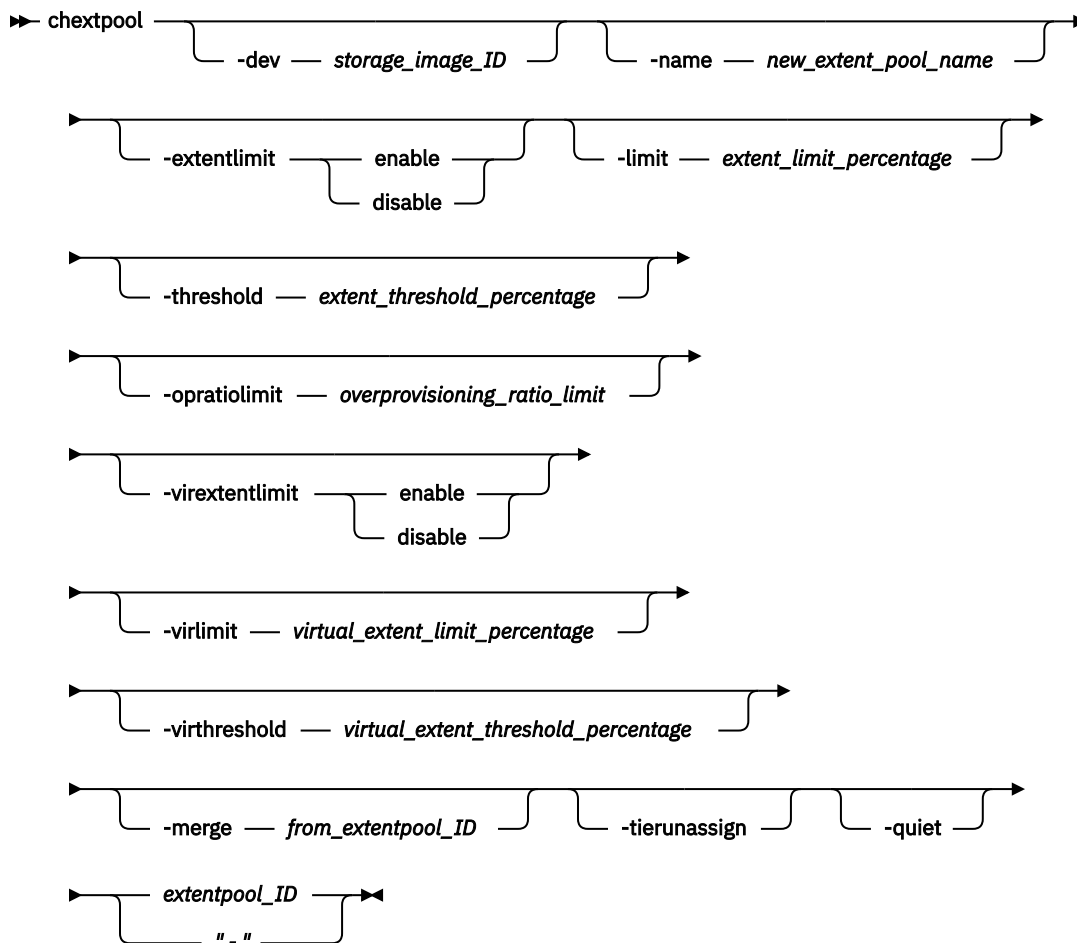 chextpool -dev storage_image_ID -name new_extent_pool_name
-extentlimit enable -limit extent_limit_percentage
disable
-threshold extent_threshold_percentage
-opratiolimit overprovisioning_ratio_limit
-virextentlimit enable
disable
-virlimit virtual_extent_limit_percentage
-virthreshold virtual_extent_threshold_percentage
-merge from_extentpool_ID -tierunassign -quiet
extentpool_ID
" - "